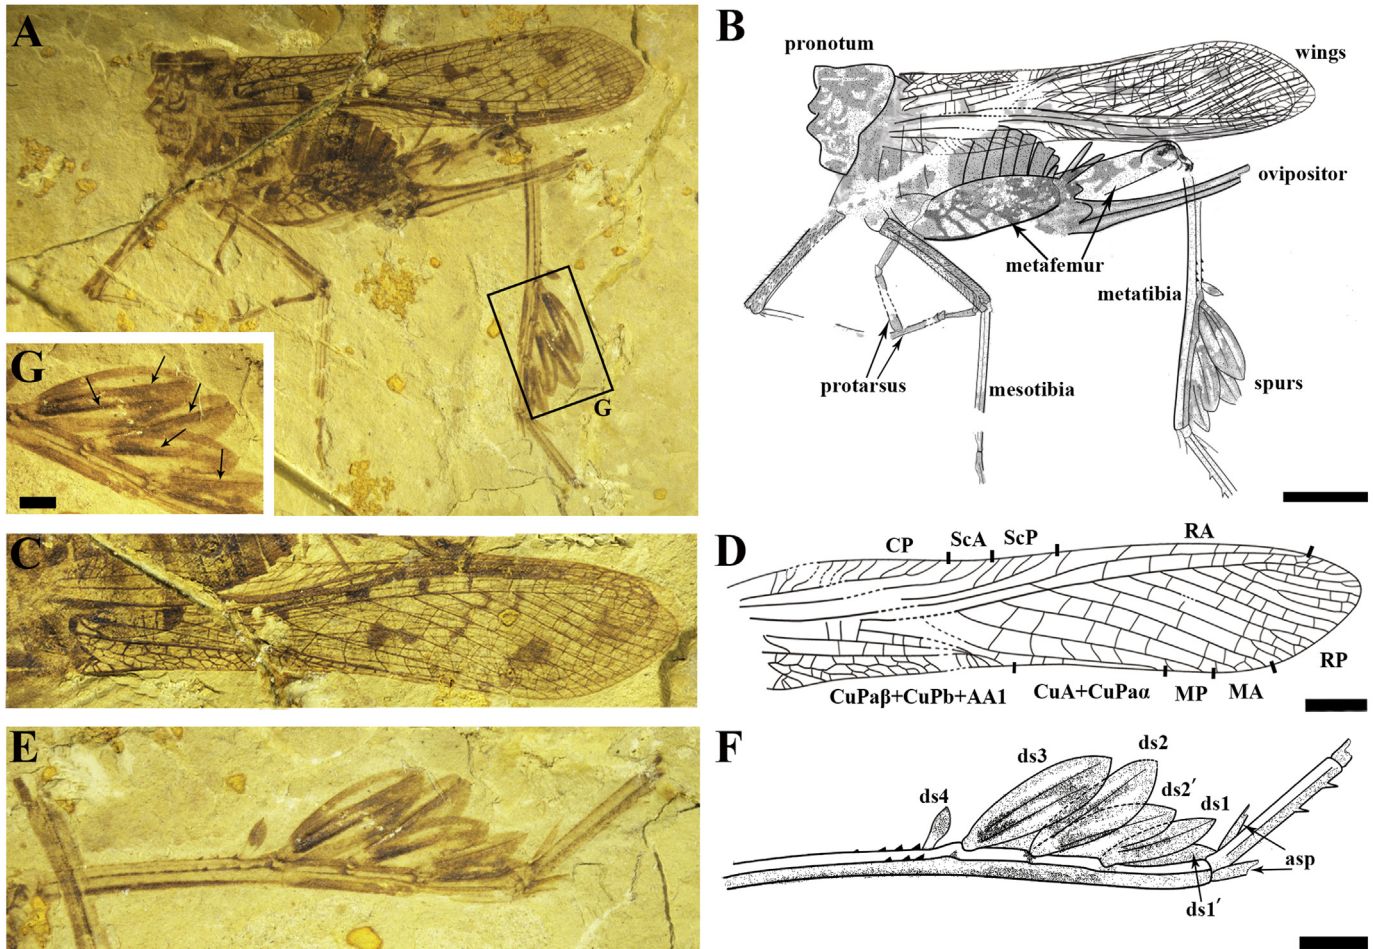 A
G
G
B
pronotum
wings
ovipositor
metafemur
metatibia
protarsus
mesotibia
spurs
C
D
CP
ScA
ScP
RA
RP
CuPaβ+CuPb+AA1
CuA+CuPaα
MP
MA
E
F
ds3
ds2
ds2′
ds1
ds4
asp
ds1′